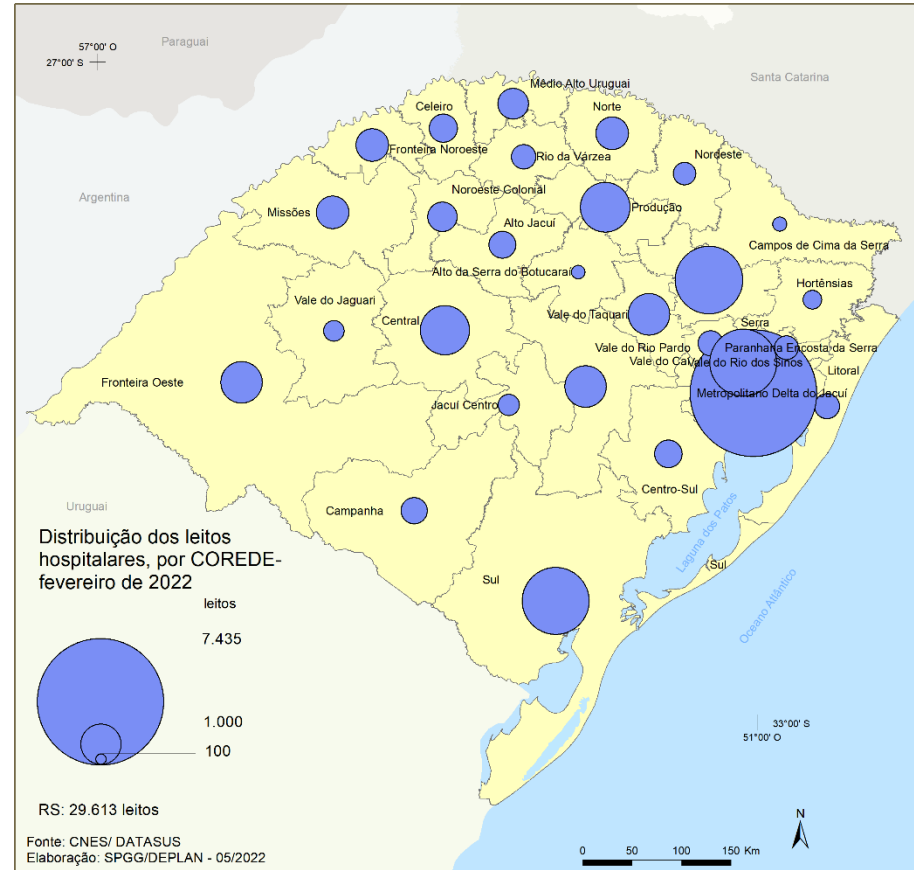 Paraguai
57°00' O
27°00' S
Santa Catarina
Médio Alto Uruguai
Celeiro
Norte
Fronteira Noroeste
Rio da Várzea
Nordeste
Argentina
Noroeste Colonial
Missões
Alto Jacuí
Produção
Campos de Cima da Serra
Alto da Serra do Botucaraí
Hortênsias
Vale do Jaguari
Central
Vale do Taquari
Serra
Vale do Rio Pardo
Paranhana Encosta da Serra
Vale do Caí
Vale do Rio dos Sinos
Litoral
Fronteira Oeste
Metropolitano Delta do Jacuí
Jacuí Centro
Centro-Sul
Uruguai
Campanha
Laguna dos Patos
Sul
Sul
Oceano Atlântico
Distribuição dos leitos
hospitalares, por COREDE-
fevereiro de 2022
leitos
7.435
1.000
100
33°00' S
51°00' O
RS: 29.613 leitos
Fonte: CNES/ DATASUS
Elaboração: SPGG/DEPLAN - 05/2022
N
0 50 100 150 Km